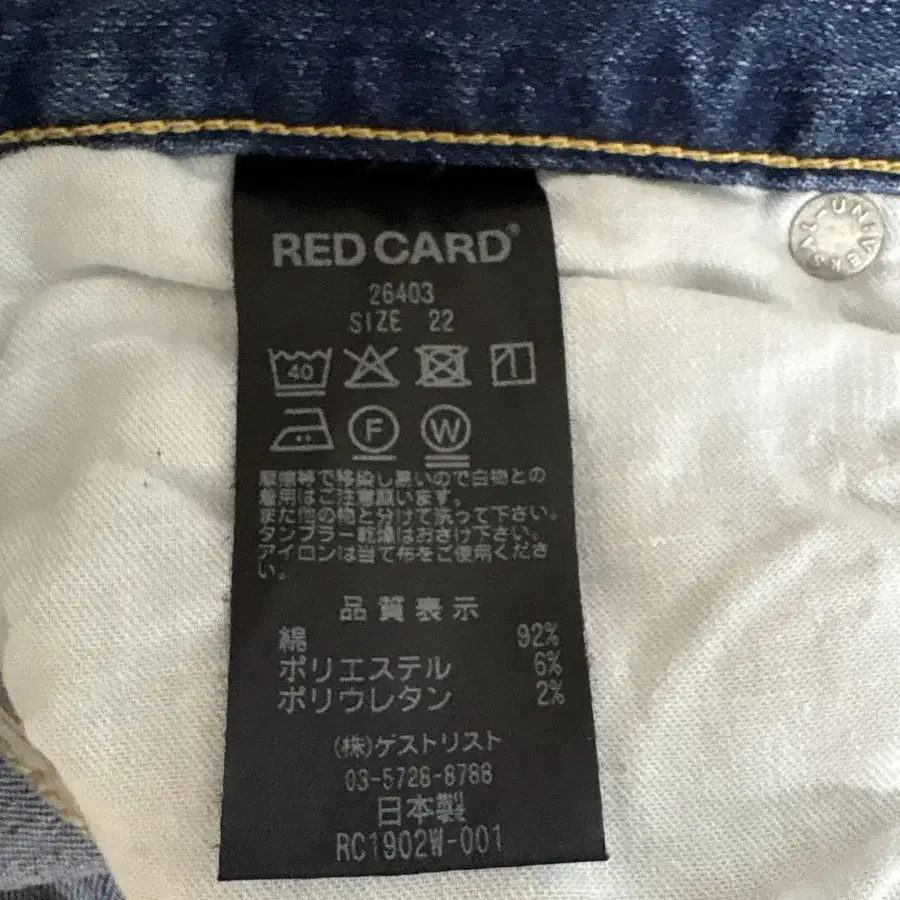 RED CARD®
26403
SIZE 22
40
F W
摩擦等で移染し易いので白物との
着用はご注意願います。
また他の物と分けて洗って下さい。
タンブラー乾燥はおさけ下さい。
アイロンは当て布をご使用くださ
い。
品質表示
綿 92%
ポリエステル 6%
ポリウレタン 2%
(株)ゲストリスト
03-5728-8788
日本製
RC1902W-001
UNIVERSAL